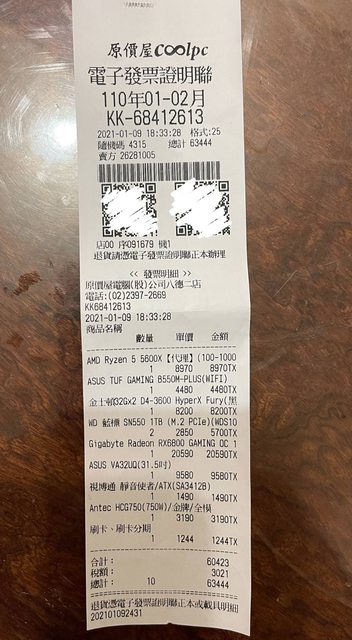 原價屋coolpc
電子發票證明聯
110年01-02月
KK-68412613
2021-01-09 18:33:28 格式:25
隨機碼 4315 總計 63444
賣方 26281005
店00 序091679 機1
退貨請憑電子發票證明聯正本辦理
<< 發票明細 >>
原價屋電腦(股)公司八德二店
電話:(02)2397-2669
KK68412613
2021-01-09 18:33:28
商品名稱
數量 單價 金額
AMD Ryzen 5 5600X【代理】(100-1000
1 8970 8970TX
ASUS TUF GAMING B550M-PLUS(WIFI)
1 4480 4480TX
金士頓32Gx2 D4-3600 HyperX Fury(黑
1 8200 8200TX
WD 藍標 SN550 1TB (M.2 PCIe)(WDS10
2 2850 5700TX
Gigabyte Radeon RX6800 GAMING OC 1
1 20590 20590TX
ASUS VA32UQ(31.5吋)
1 9580 9580TX
視博通 靜音使者/ATX(SA3412B)
1 1490 1490TX
Antec HCG750(750W)/金牌/全模
1 3190 3190TX
刷卡、刷卡分期
1 1244 1244TX
合計: 60423
稅額: 3021
總計: 10 63444
退貨憑電子發票證明聯正本或載具明細
202101092431